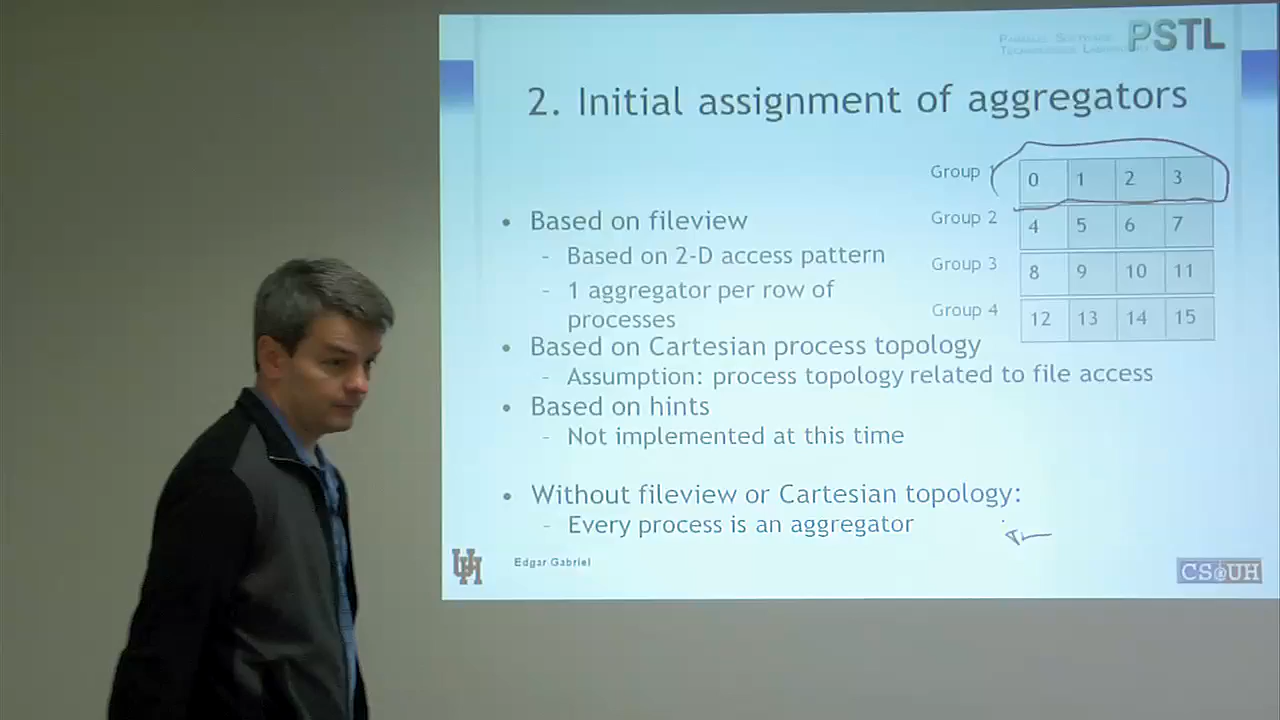 PARALLEL SOFTWARE
TECHNOLOGIES LABORATORY
PSTL
2. Initial assignment of aggregators
Group 1 0 1 2 3
Group 2 4 5 6 7
Group 3 8 9 10 11
Group 4 12 13 14 15
• Based on fileview
- Based on 2-D access pattern
- 1 aggregator per row of
processes
• Based on Cartesian process topology
- Assumption: process topology related to file access
• Based on hints
- Not implemented at this time
• Without fileview or Cartesian topology:
- Every process is an aggregator
UH
Edgar Gabriel
CS@UH